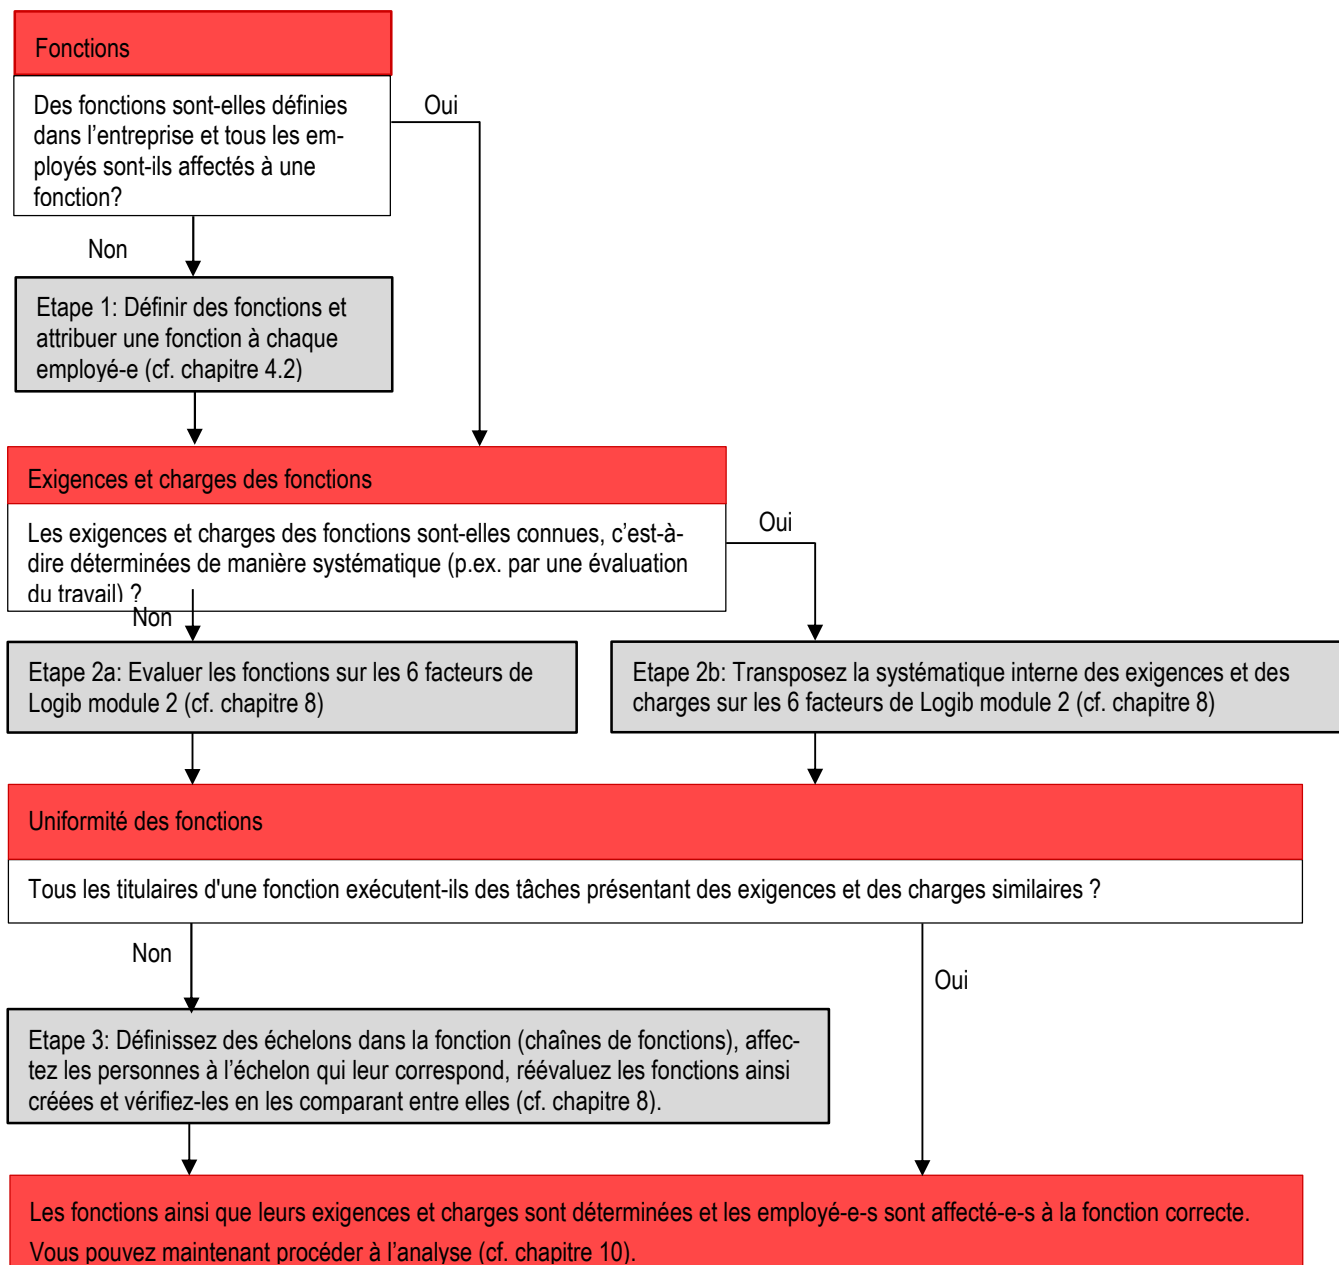 Fonctions
Des fonctions sont-elles définies
dans l'entreprise et tous les em-
ployés sont-ils affectés à une
fonction?
Oui
Non
Etape 1: Définir des fonctions et
attribuer une fonction à chaque
employé-e (cf. chapitre 4.2)
Exigences et charges des fonctions
Les exigences et charges des fonctions sont-elles connues, c'est-à-
dire déterminées de manière systématique (p.ex. par une évaluation
du travail) ?
Oui
Non
Etape 2a: Evaluer les fonctions sur les 6 facteurs de
Logib module 2 (cf. chapitre 8)
Etape 2b: Transposez la systématique interne des exigences et des
charges sur les 6 facteurs de Logib module 2 (cf. chapitre 8)
Uniformité des fonctions
Tous les titulaires d'une fonction exécutent-ils des tâches présentant des exigences et des charges similaires ?
Non
Oui
Etape 3: Définissez des échelons dans la fonction (chaînes de fonctions), affec-
tez les personnes à l'échelon qui leur correspond, réévaluez les fonctions ainsi
créées et vérifiez-les en les comparant entre elles (cf. chapitre 8).
Les fonctions ainsi que leurs exigences et charges sont déterminées et les employé-e-s sont affecté-e-s à la fonction correcte.
Vous pouvez maintenant procéder à l'analyse (cf. chapitre 10).